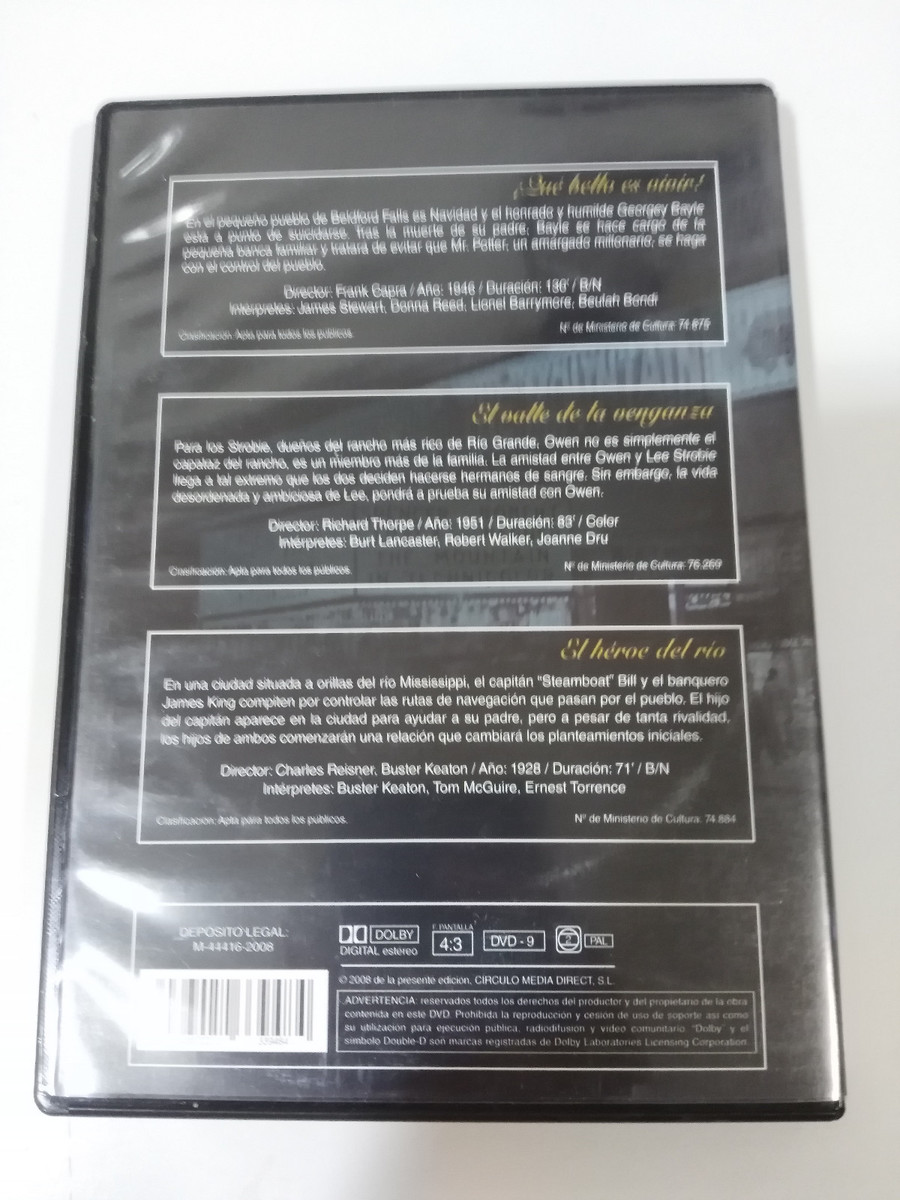 ¡Qué bello es vivir!
En el pequeño pueblo de Beldford Falls es Navidad y el honrado y humilde Georgey Bayle
está a punto de suicidarse. Tras la muerte de su padre, Bayle se hace cargo de la
pequeña banca familiar y tratará de evitar que Mr. Potter, un amargado millonario, se haga
con el control del pueblo.
Director: Frank Capra / Año: 1946 / Duración: 130' / B/N
Intérpretes: James Stewart, Donna Reed, Lionel Barrymore, Beulah Bondi
Clasificación: Apta para todos los públicos.
Nº de Ministerio de Cultura: 74.875
El valle de la venganza
Para los Strobie, dueños del rancho más rico de Río Grande, Owen no es simplemente el
capataz del rancho, es un miembro más de la familia. La amistad entre Owen y Lee Strobie
llega a tal extremo que los dos deciden hacerse hermanos de sangre. Sin embargo, la vida
desordenada y ambiciosa de Lee, pondrá a prueba su amistad con Owen.
Director: Richard Thorpe / Año: 1951 / Duración: 83' / Color
Intérpretes: Burt Lancaster, Robert Walker, Joanne Dru
Clasificación: Apta para todos los públicos.
Nº de Ministerio de Cultura: 76.269
El héroe del río
En una ciudad situada a orillas del río Mississippi, el capitán "Steamboat" Bill y el banquero
James King compiten por controlar las rutas de navegación que pasan por el pueblo. El hijo
del capitán aparece en la ciudad para ayudar a su padre, pero a pesar de tanta rivalidad,
los hijos de ambos comenzarán una relación que cambiará los planteamientos iniciales.
Director: Charles Reisner, Buster Keaton / Año: 1928 / Duración: 71' / B/N
Intérpretes: Buster Keaton, Tom McGuire, Ernest Torrence
Clasificación: Apta para todos los públicos.
Nº de Ministerio de Cultura: 74.884
DEPÓSITO LEGAL:
M-44416-2008
DOLBY
DIGITAL estéreo
F. PANTALLA
4:3
DVD - 9
2
PAL
© 2008 de la presente edición, CIRCULO MEDIA DIRECT, S.L.
ADVERTENCIA: reservados todos los derechos del productor y del propietario de la obra
contenida en este DVD. Prohibida la reproducción y cesión de uso de soporte así como
su utilización para ejecución pública, radiodifusión y vídeo comunitario. "Dolby" y el
símbolo Double-D son marcas registradas de Dolby Laboratories Licensing Corporation.